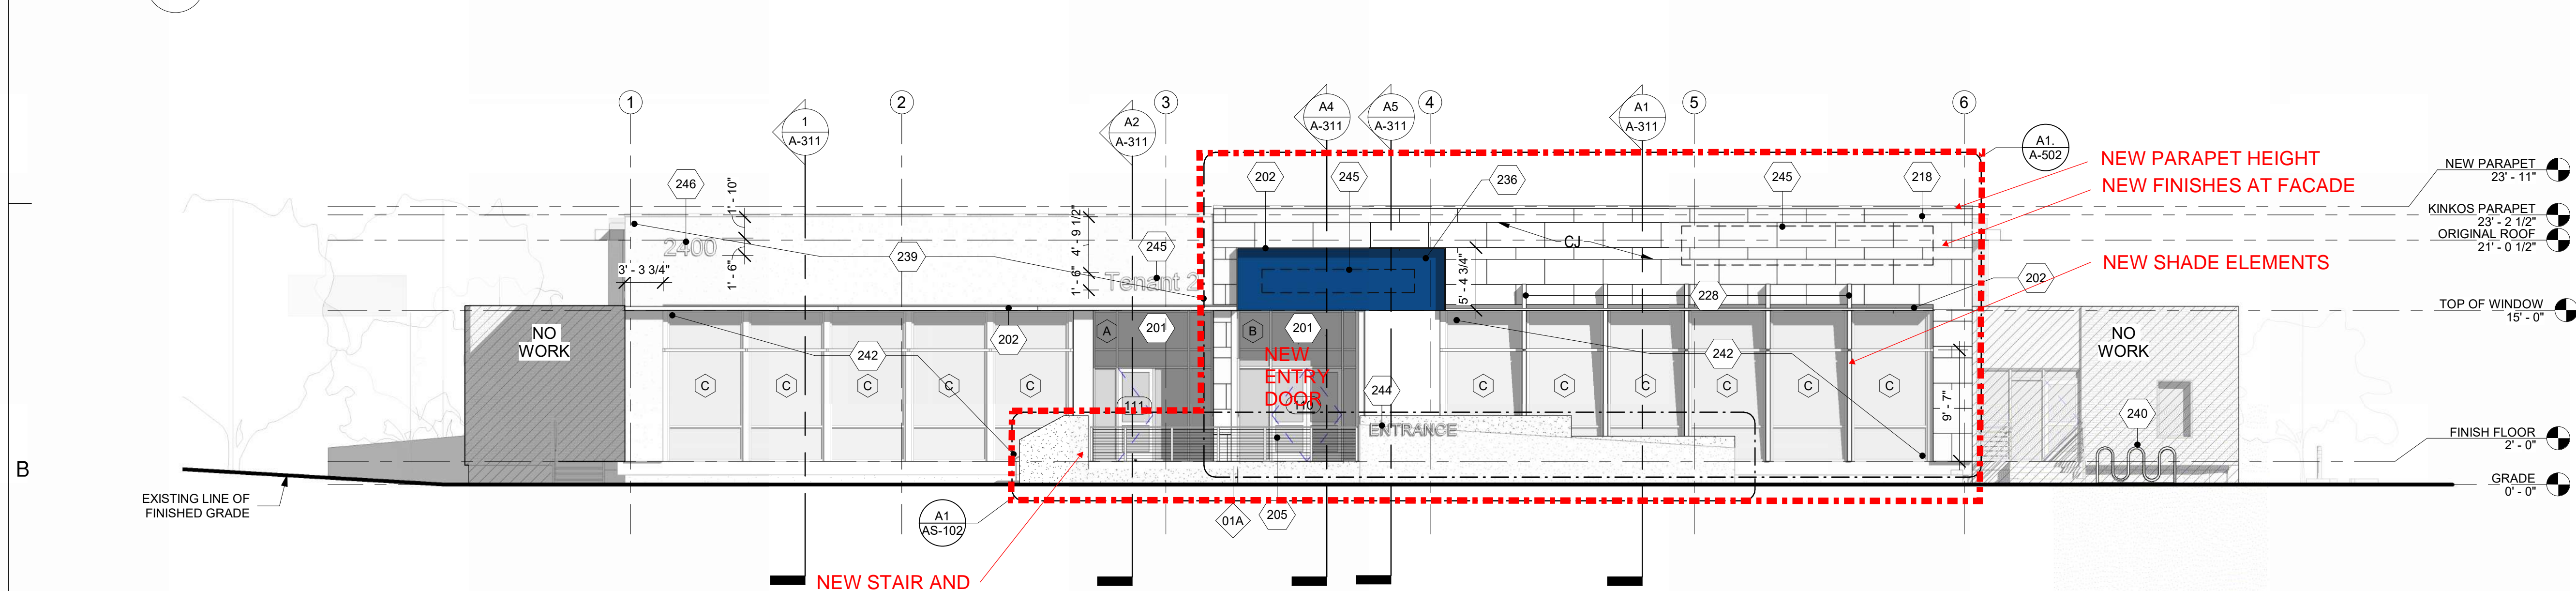 1
2
3
4
5
6
1
A-311
A2
A-311
A4
A-311
A5
A-311
A1
A-311
A1.
A-502
NEW PARAPET HEIGHT
NEW FINISHES AT FACADE
NEW SHADE ELEMENTS
NEW PARAPET
23' - 11"
KINKOS PARAPET
23' - 2 1/2"
ORIGINAL ROOF
21' - 0 1/2"
TOP OF WINDOW
15' - 0"
FINISH FLOOR
2' - 0"
GRADE
0' - 0"
246
1' - 10"
2400
3' - 3 3/4"
1' - 6"
239
4' - 9 1/2"
1' - 6"
245
Tenant 2
202
245
236
245
218
CJ
5' - 4 3/4"
228
202
NO
WORK
242
202
A
201
B
201
NEW
ENTRY
DOOR
242
NO
WORK
C
C
C
C
C
111
110
244
C
C
C
C
C
C
9' - 7"
240
ENTRANCE
B
EXISTING LINE OF
FINISHED GRADE
A1
AS-102
01A
205
NEW STAIR AND